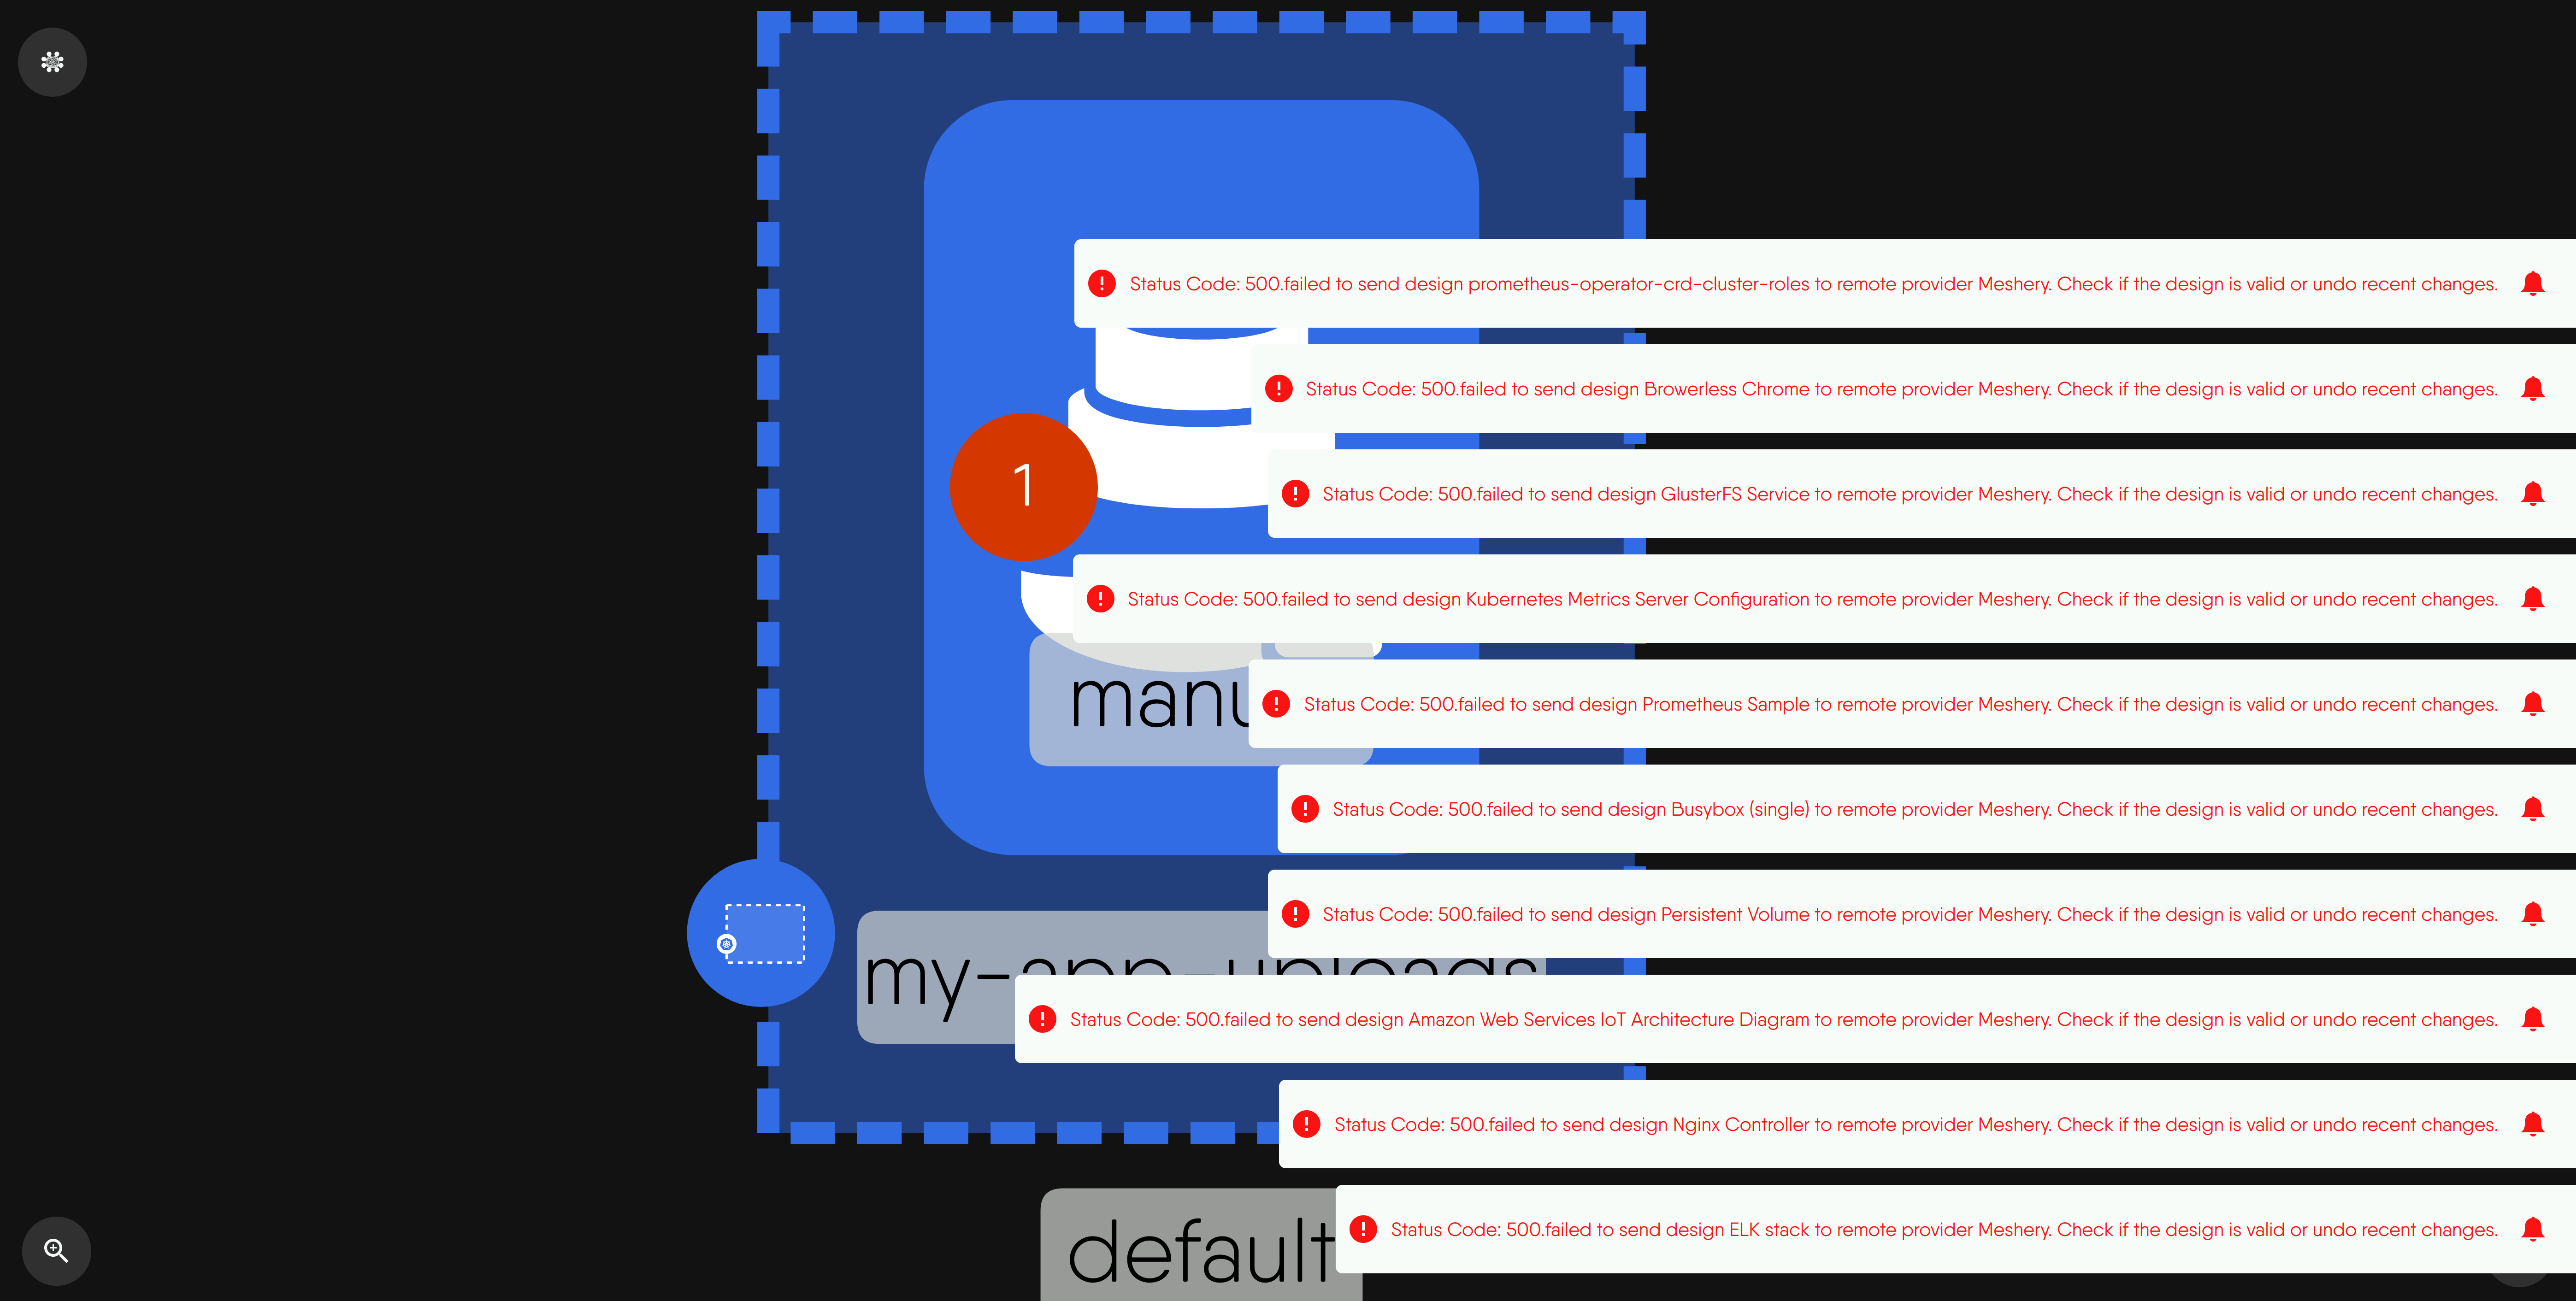 Status Code: 500.failed to send design prometheus-operator-crd-cluster-roles to remote provider Meshery. Check if the design is valid or undo recent changes.
Status Code: 500.failed to send design Browerless Chrome to remote provider Meshery. Check if the design is valid or undo recent changes.
1
Status Code: 500.failed to send design GlusterFS Service to remote provider Meshery. Check if the design is valid or undo recent changes.
Status Code: 500.failed to send design Kubernetes Metrics Server Configuration to remote provider Meshery. Check if the design is valid or undo recent changes.
Status Code: 500.failed to send design Prometheus Sample to remote provider Meshery. Check if the design is valid or undo recent changes.
Status Code: 500.failed to send design Busybox (single) to remote provider Meshery. Check if the design is valid or undo recent changes.
Status Code: 500.failed to send design Persistent Volume to remote provider Meshery. Check if the design is valid or undo recent changes.
my-app-uploads
Status Code: 500.failed to send design Amazon Web Services IoT Architecture Diagram to remote provider Meshery. Check if the design is valid or undo recent changes.
Status Code: 500.failed to send design Nginx Controller to remote provider Meshery. Check if the design is valid or undo recent changes.
Status Code: 500.failed to send design ELK stack to remote provider Meshery. Check if the design is valid or undo recent changes.
default